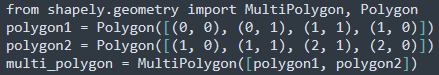 from shapely.geometry import MultiPolygon, Polygon
polygon1 = Polygon([(0, 0), (0, 1), (1, 1), (1, 0)])
polygon2 = Polygon([(1, 0), (1, 1), (2, 1), (2, 0)])
multi_polygon = MultiPolygon([polygon1, polygon2])